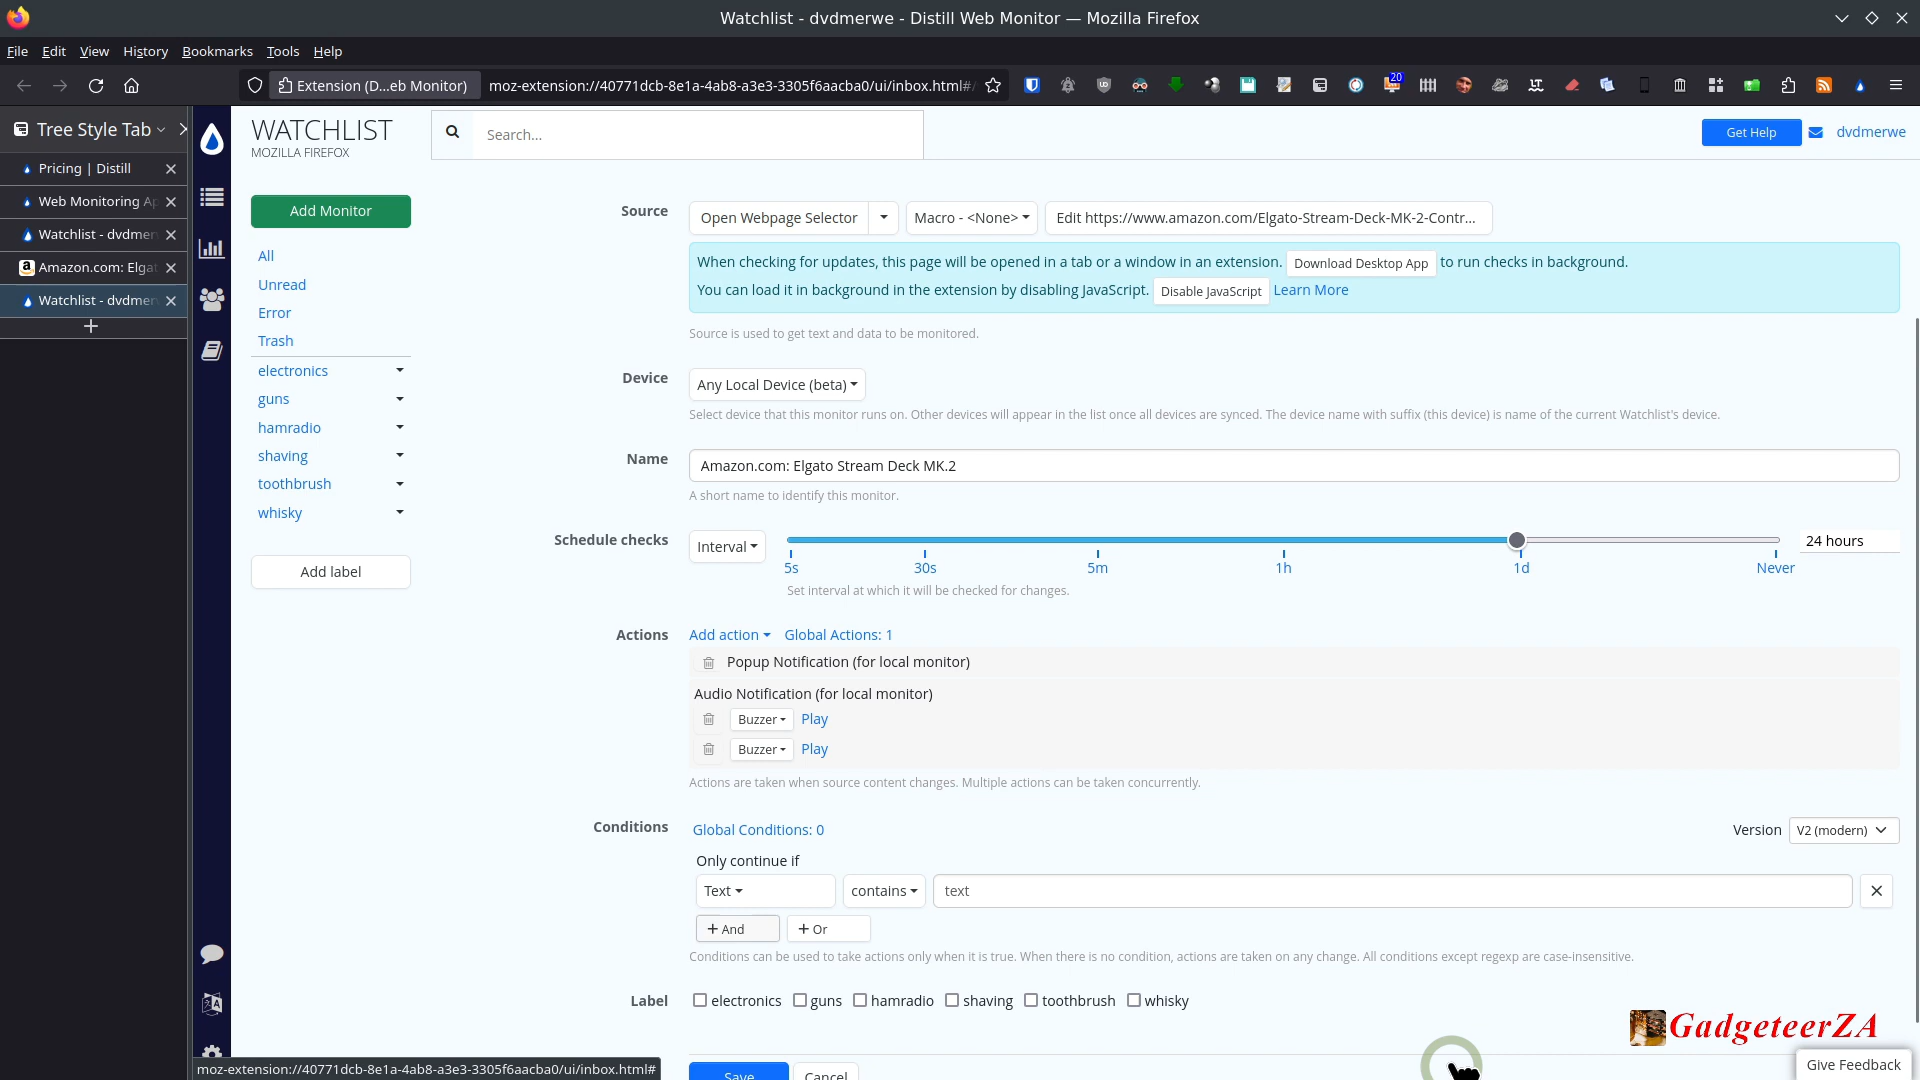 Watchlist - dvdmerwe - Distill Web Monitor — Mozilla Firefox
File Edit View History Bookmarks Tools Help
Extension (D...eb Monitor) moz-extension://40771dcb-8e1a-4ab8-a3e3-3305f6aacba0/ui/inbox.html#
20
Tree Style Tab
Pricing | Distill
Web Monitoring Ap
Watchlist - dvdmer
Amazon.com: Elga
Watchlist - dvdmer
WATCHLIST
MOZILLA FIREFOX
Search...
Get Help
dvdmerwe
Add Monitor
All
Unread
Error
Trash
electronics
guns
hamradio
shaving
toothbrush
whisky
Add label
Source Open Webpage Selector Macro - <None> Edit https://www.amazon.com/Elgato-Stream-Deck-MK-2-Contr...
When checking for updates, this page will be opened in a tab or a window in an extension. Download Desktop App to run checks in background.
You can load it in background in the extension by disabling JavaScript. Disable JavaScript Learn More
Source is used to get text and data to be monitored.
Device Any Local Device (beta)
Select device that this monitor runs on. Other devices will appear in the list once all devices are synced. The device name with suffix (this device) is name of the current Watchlist's device.
Name Amazon.com: Elgato Stream Deck MK.2
A short name to identify this monitor.
Schedule checks Interval 24 hours
5s 30s 5m 1h 1d Never
Set interval at which it will be checked for changes.
Actions Add action Global Actions: 1
Popup Notification (for local monitor)
Audio Notification (for local monitor)
Buzzer Play
Buzzer Play
Actions are taken when source content changes. Multiple actions can be taken concurrently.
Conditions Global Conditions: 0 Version V2 (modern)
Only continue if
Text contains text
+ And + Or
Conditions can be used to take actions only when it is true. When there is no condition, actions are taken on any change. All conditions except regexp are case-insensitive.
Label electronics guns hamradio shaving toothbrush whisky
GadgeteerZA
Save Cancel
Give Feedback
moz-extension://40771dcb-8e1a-4ab8-a3e3-3305f6aacba0/ui/inbox.html#